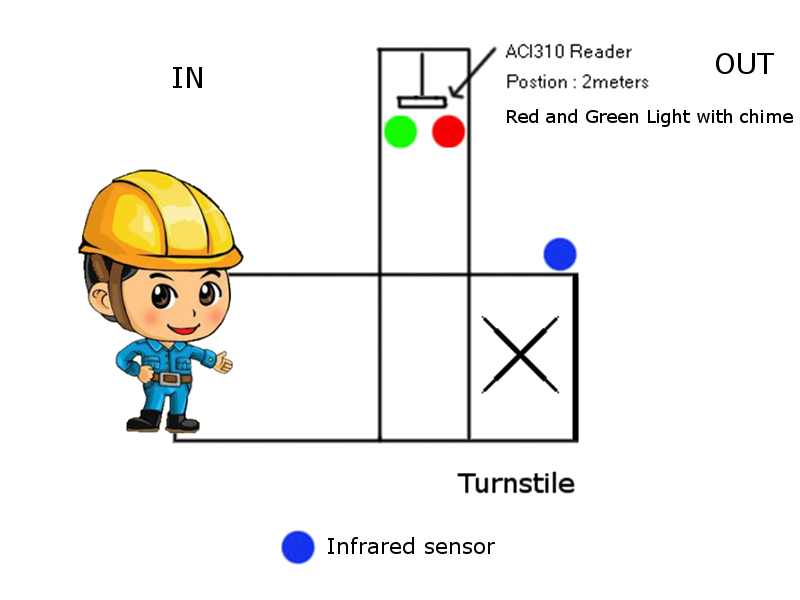 IN
ACI310 Reader
OUT
Postion : 2meters
Red and Green Light with chime
Turnstile
Infrared sensor